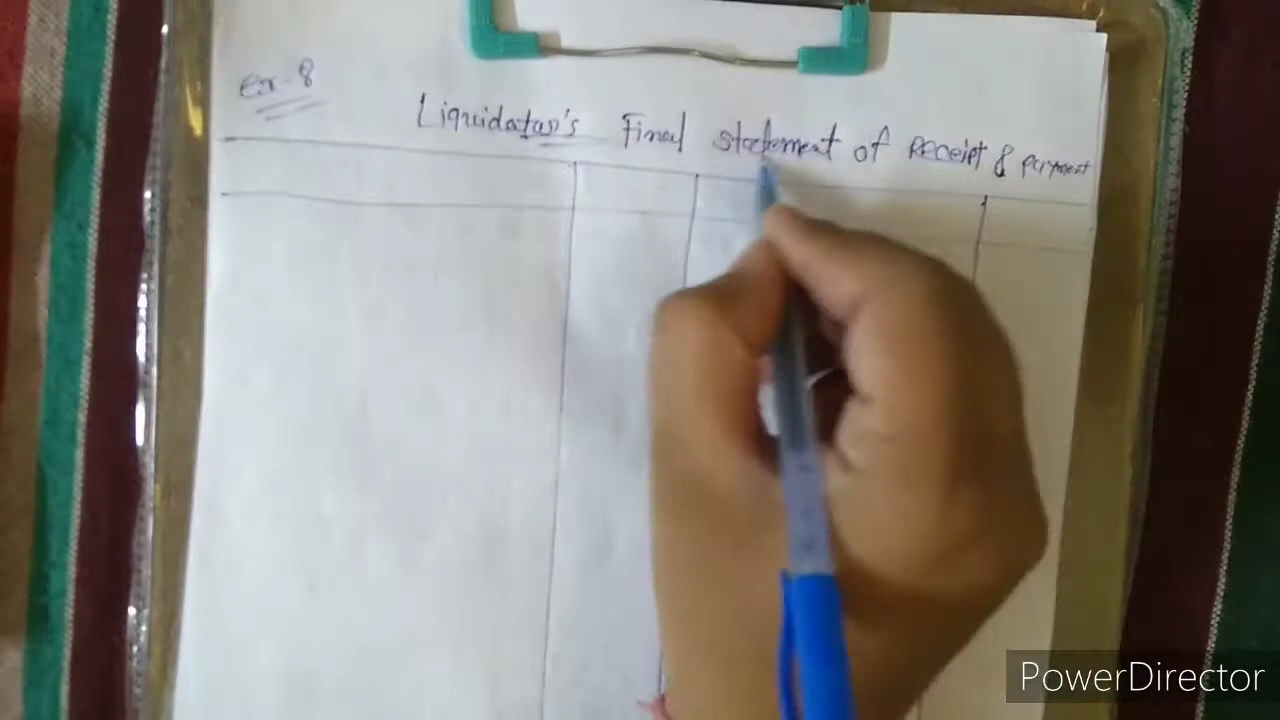 Ex-8
Liquidator's Final statement of Receipt & payment
PowerDirector